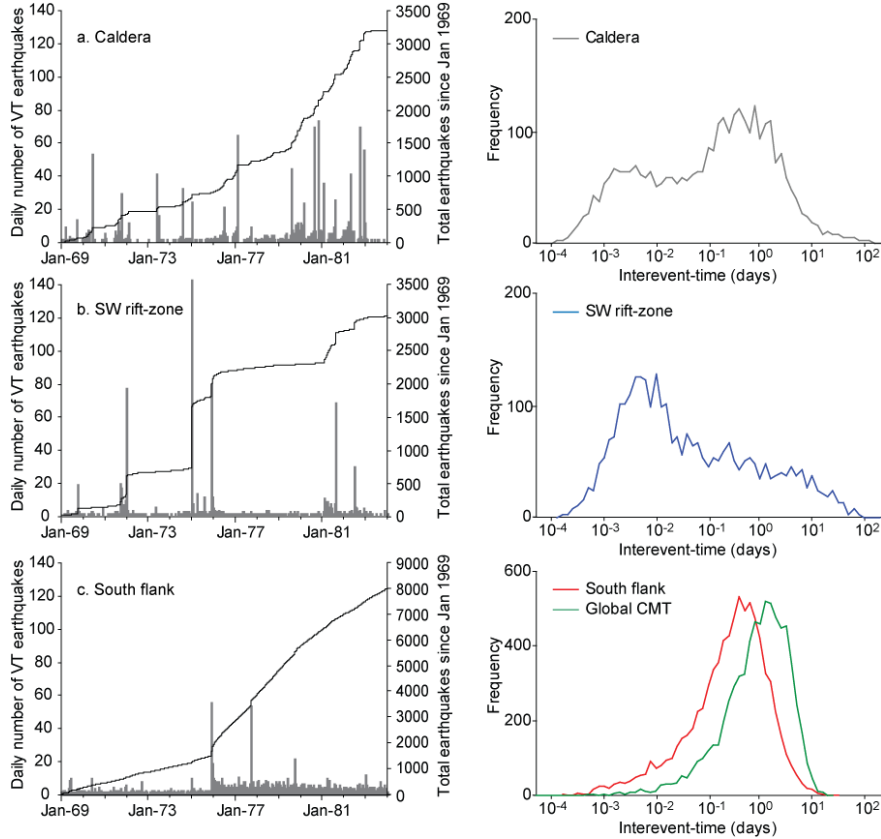 a. Caldera
Daily number of VT earthquakes
140
120
100
80
60
40
20
0
Total earthquakes since Jan 1969
3500
3000
2500
2000
1500
1000
500
0
Jan-69 Jan-73 Jan-77 Jan-81
Caldera
Frequency
200
100
0
10-4 10-3 10-2 10-1 100 101 102
Interevent-time (days)
b. SW rift-zone
Daily number of VT earthquakes
140
120
100
80
60
40
20
0
Total earthquakes since Jan 1969
3500
3000
2500
2000
1500
1000
500
0
Jan-69 Jan-73 Jan-77 Jan-81
SW rift-zone
Frequency
200
100
0
10-4 10-3 10-2 10-1 100 101 102
Interevent-time (days)
c. South flank
Daily number of VT earthquakes
140
120
100
80
60
40
20
0
Total earthquakes since Jan 1969
9000
8000
7000
6000
5000
4000
3000
2000
1000
0
Jan-69 Jan-73 Jan-77 Jan-81
South flank
Global CMT
Frequency
600
400
200
0
10-4 10-3 10-2 10-1 100 101 102
Interevent-time (days)